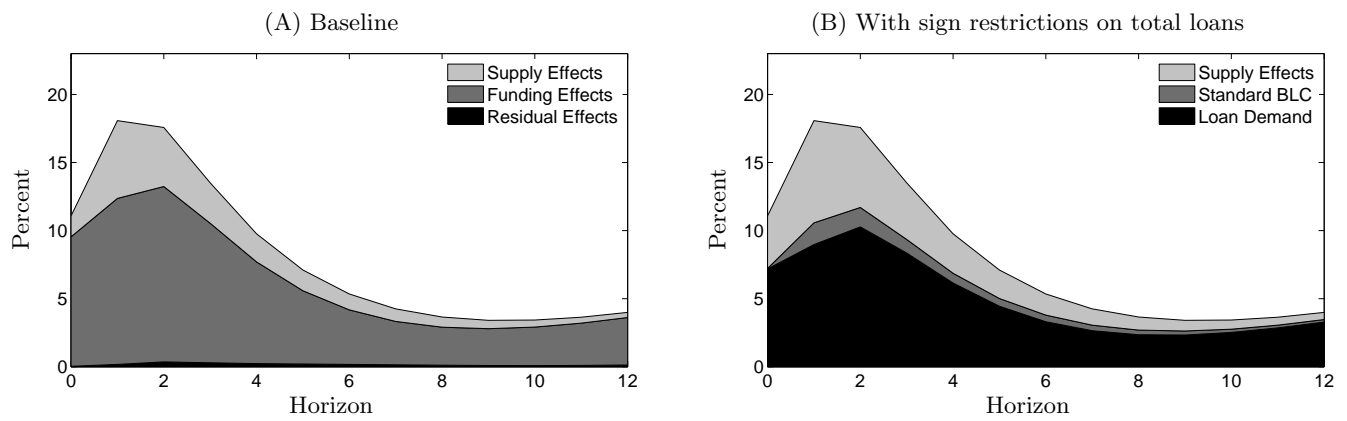 (A) Baseline
Percent
20
15
10
5
0
Supply Effects
Funding Effects
Residual Effects
0 2 4 6 8 10 12
Horizon
(B) With sign restrictions on total loans
Percent
20
15
10
5
0
Supply Effects
Standard BLC
Loan Demand
0 2 4 6 8 10 12
Horizon